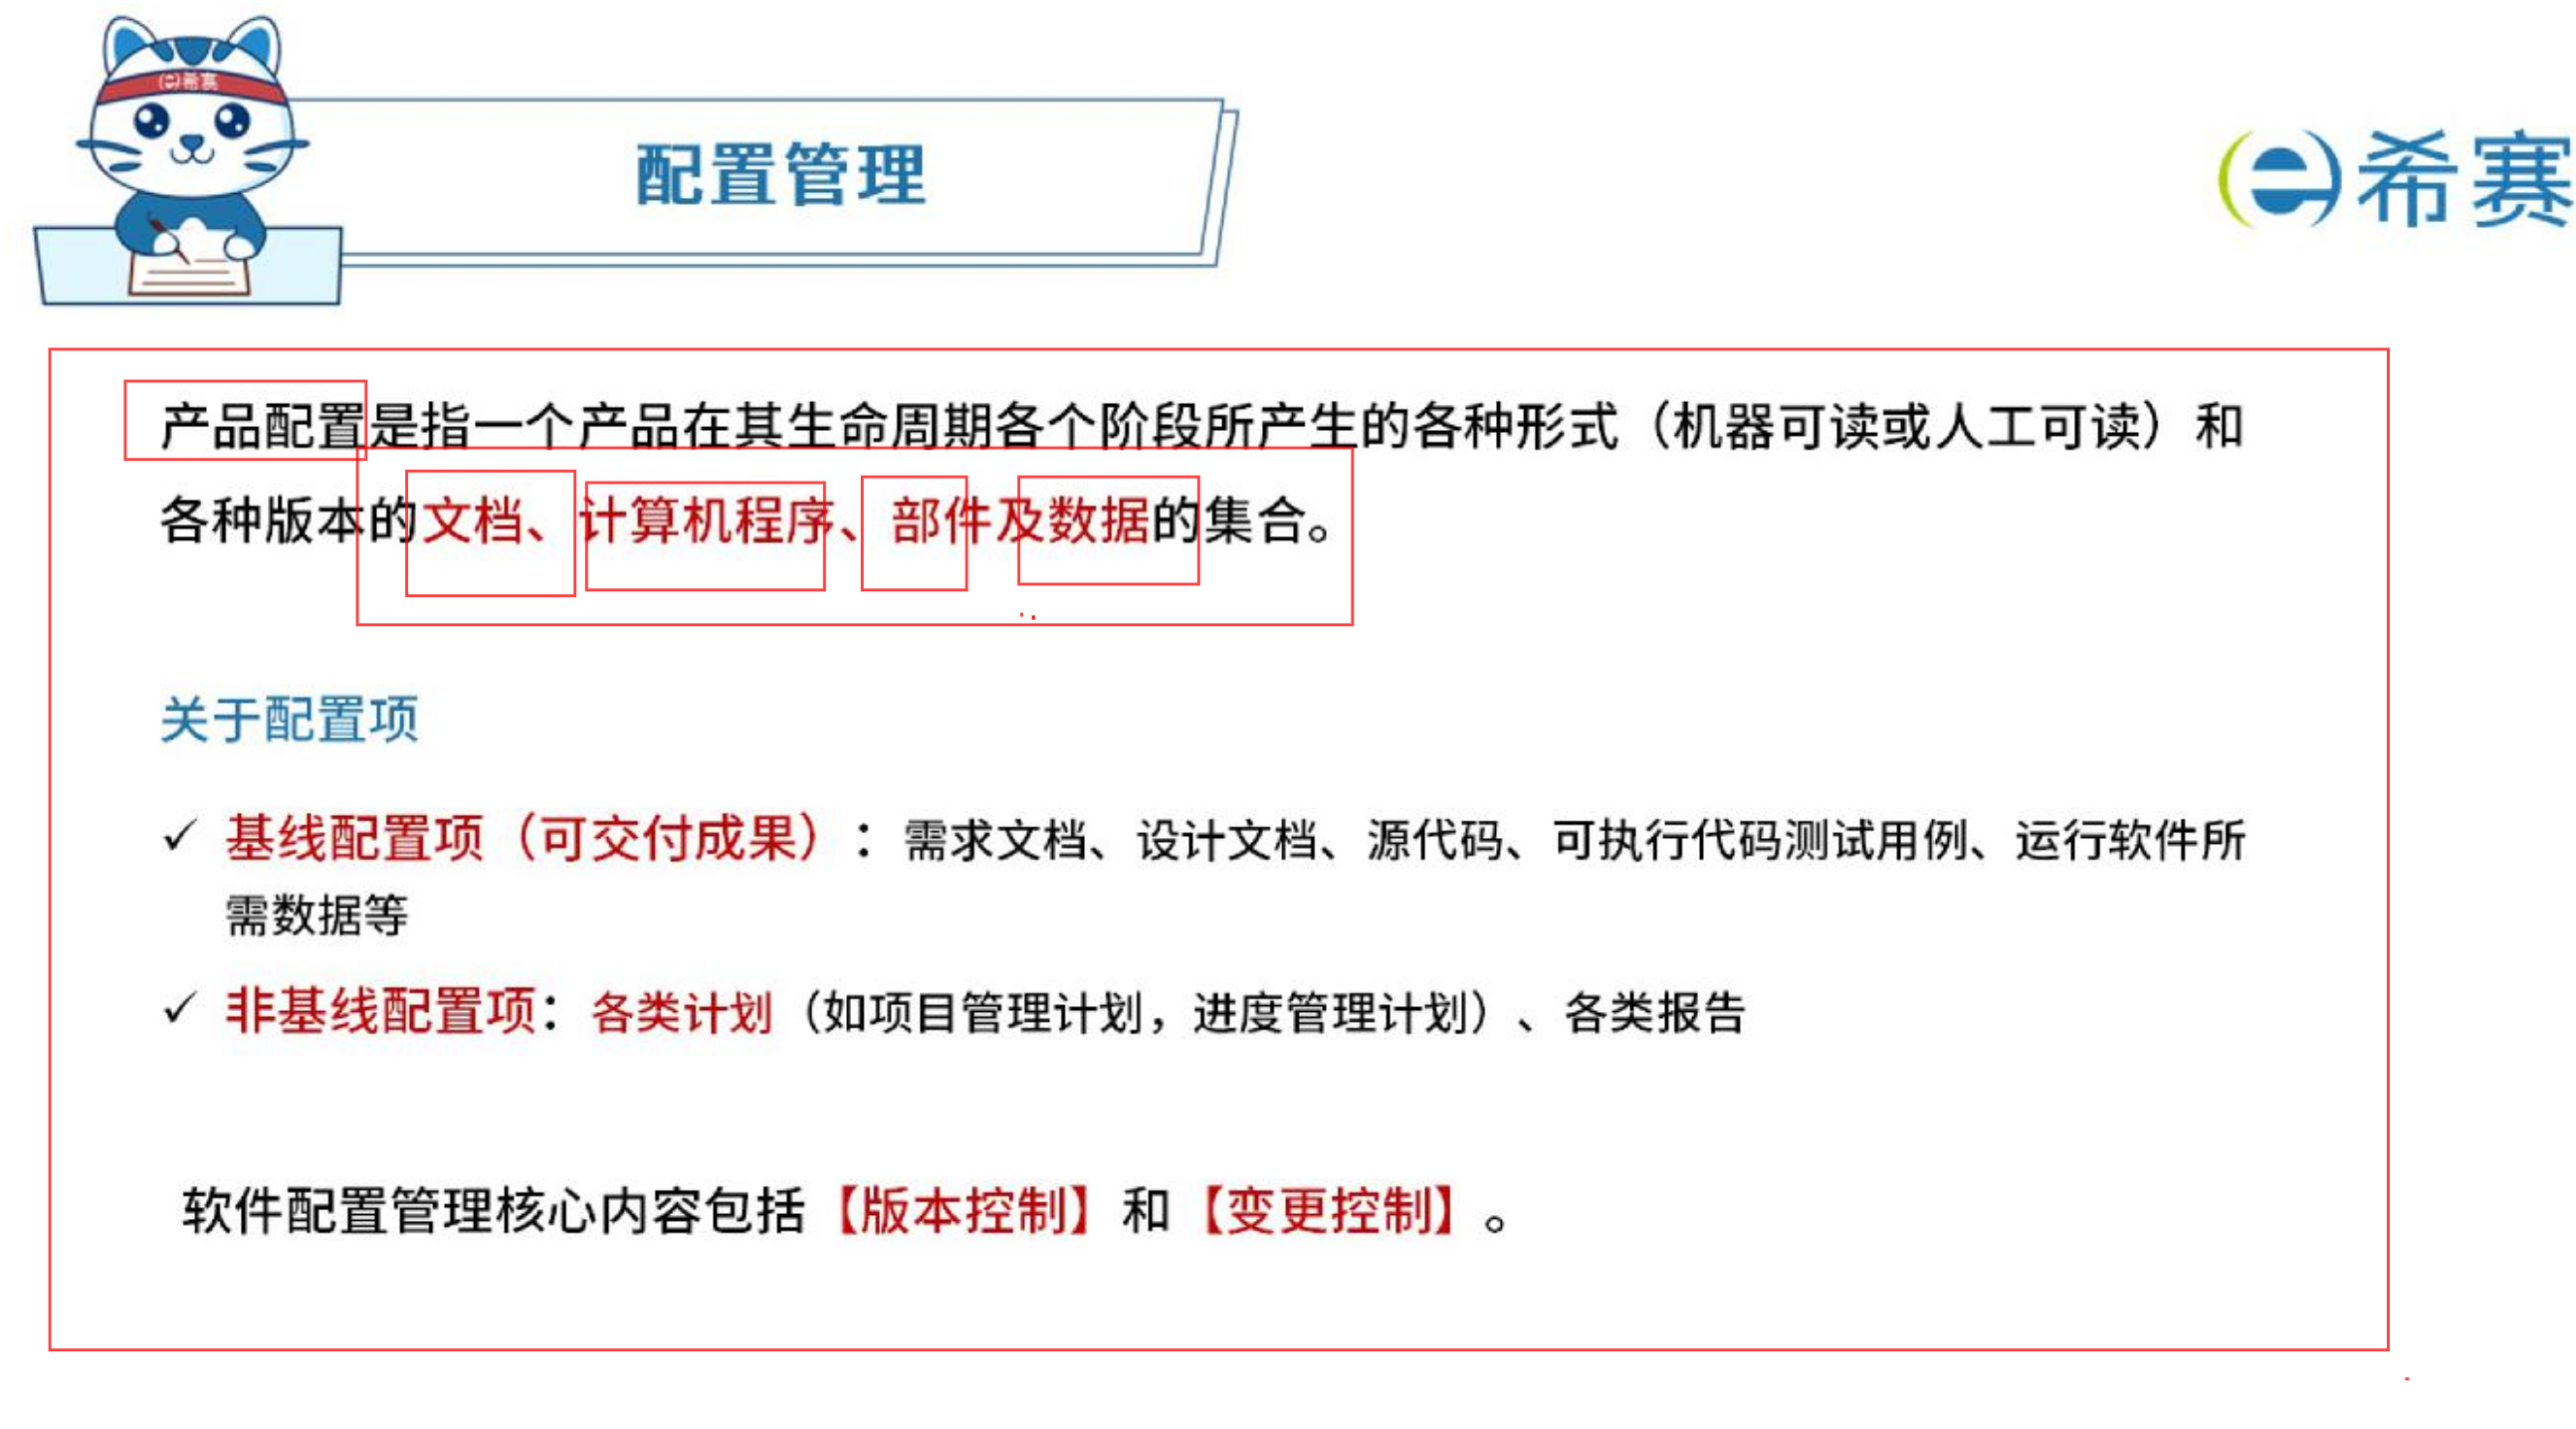 希赛
配置管理
希赛
产品配置是指一个产品在其生命周期各个阶段所产生的各种形式（机器可读或人工可读）和
各种版本的文档、计算机程序、部件及数据的集合。
关于配置项
✓ 基线配置项（可交付成果）：需求文档、设计文档、源代码、可执行代码测试用例、运行软件所
需数据等
✓ 非基线配置项：各类计划（如项目管理计划，进度管理计划）、各类报告
软件配置管理核心内容包括【版本控制】和【变更控制】。